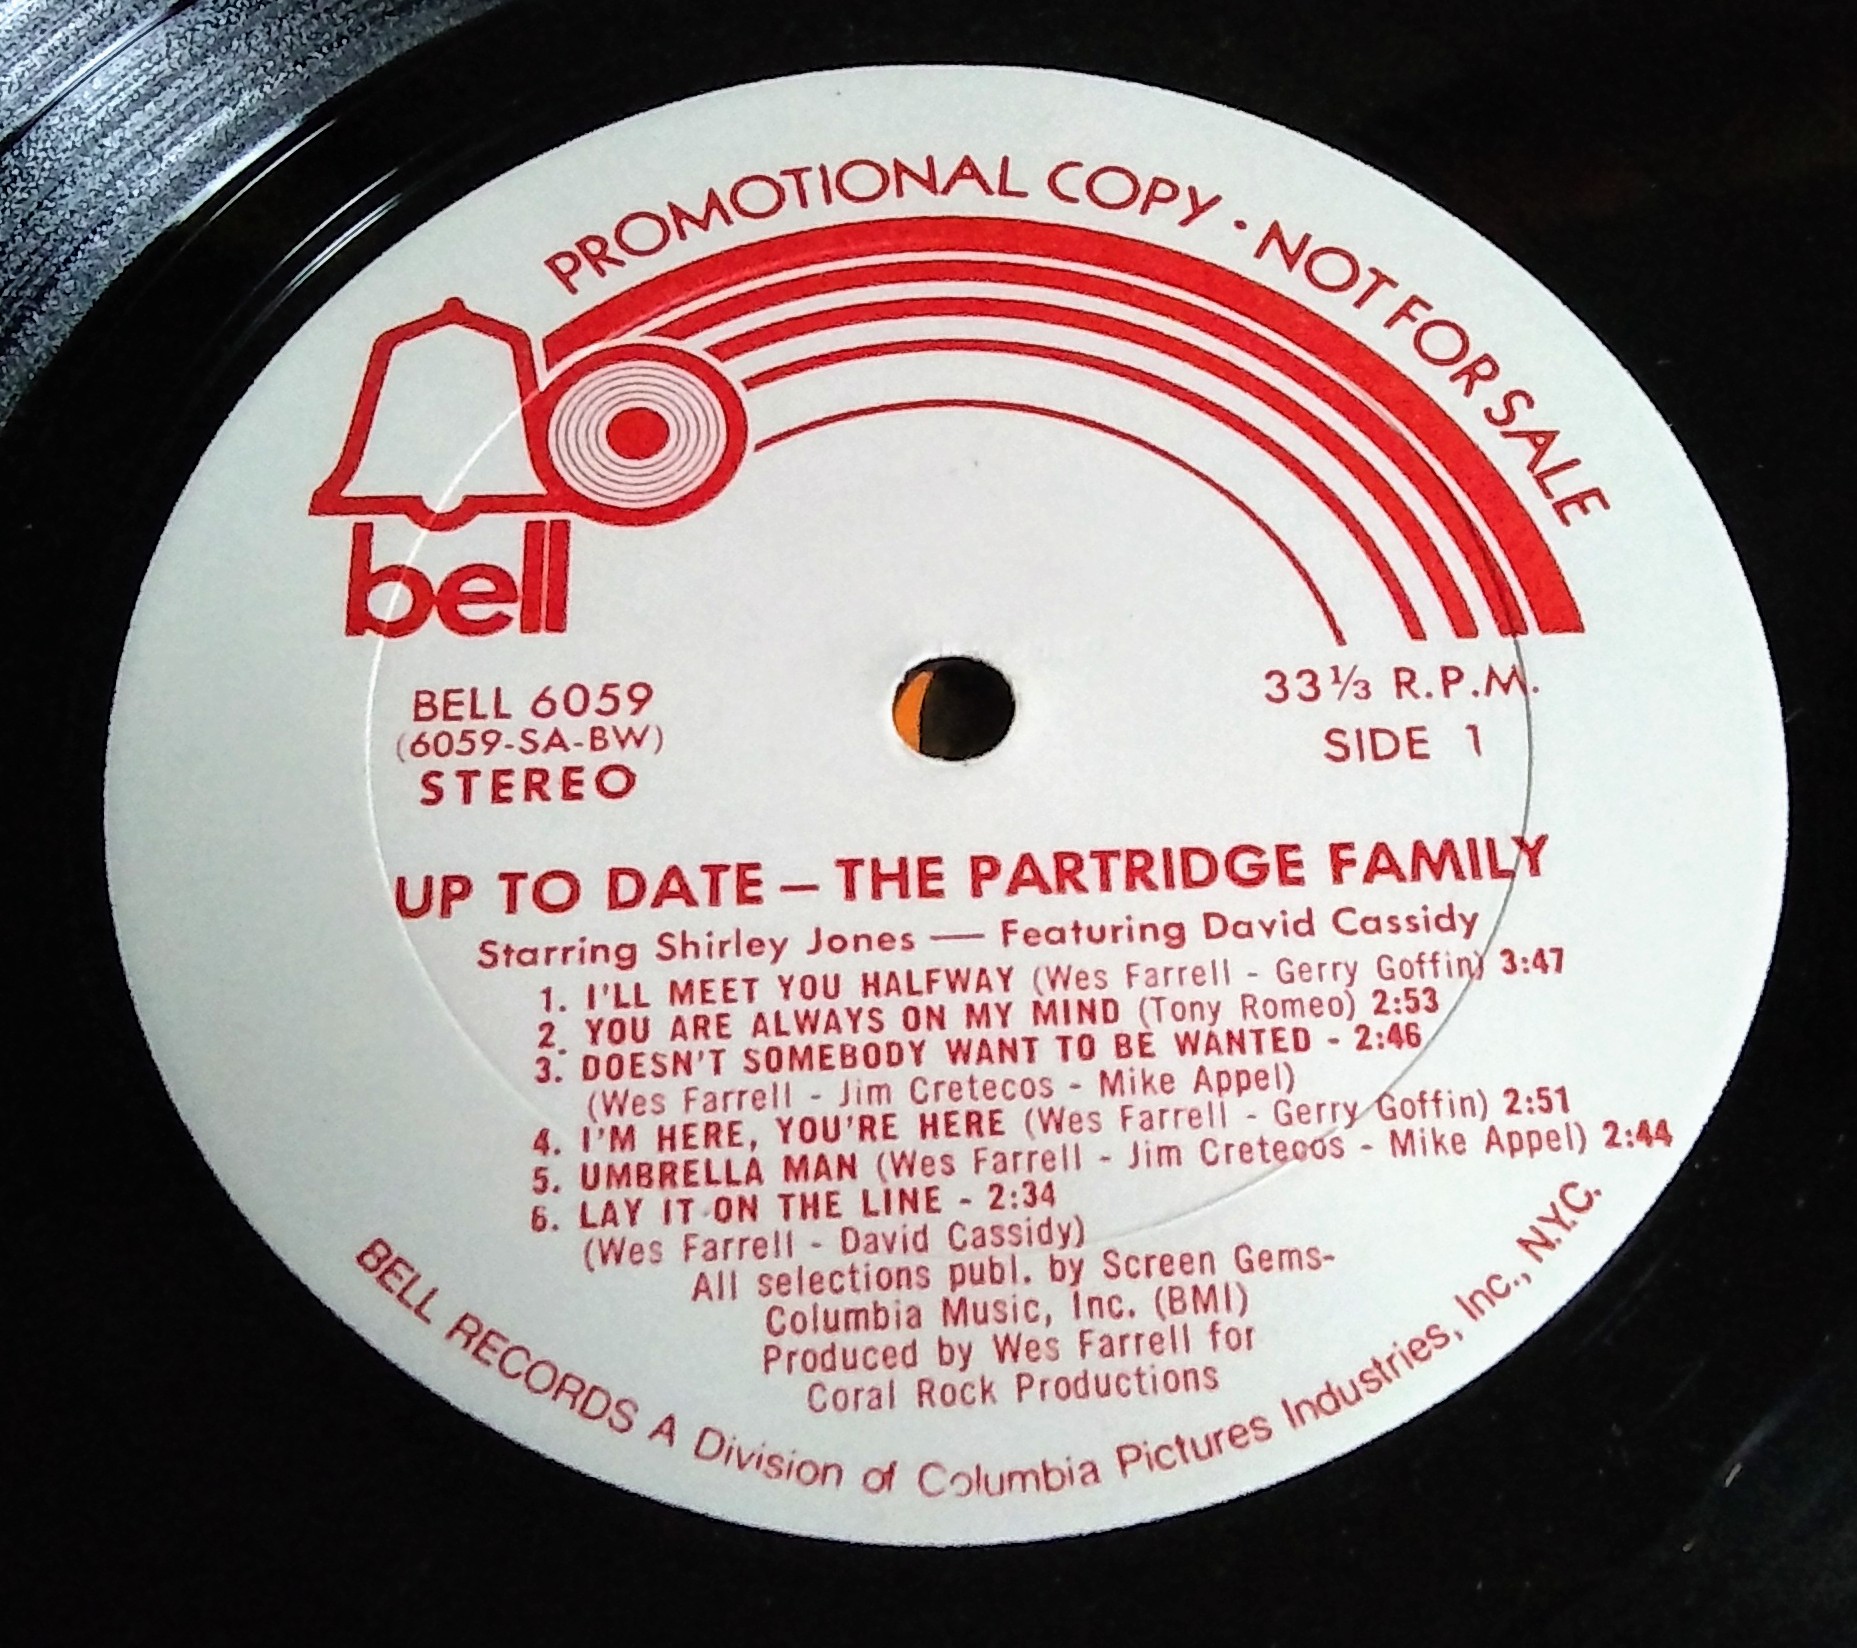 PROMOTIONAL COPY · NOT FOR SALE
bell
BELL 6059
(6059-SA-BW)
STEREO
33⅓ R.P.M.
SIDE 1
UP TO DATE — THE PARTRIDGE FAMILY
Starring Shirley Jones — Featuring David Cassidy
1. I'LL MEET YOU HALFWAY (Wes Farrell - Gerry Goffin) 3:47
2. YOU ARE ALWAYS ON MY MIND (Tony Romeo) 2:53
3. DOESN'T SOMEBODY WANT TO BE WANTED - 2:46
(Wes Farrell - Jim Cretecos - Mike Appel)
4. I'M HERE, YOU'RE HERE (Wes Farrell - Gerry Goffin) 2:51
5. UMBRELLA MAN (Wes Farrell - Jim Cretecos - Mike Appel) 2:44
6. LAY IT ON THE LINE - 2:34
(Wes Farrell - David Cassidy)
All selections publ. by Screen Gems-
Columbia Music, Inc. (BMI)
Produced by Wes Farrell for
Coral Rock Productions
BELL RECORDS A Division of Columbia Pictures Industries, Inc., N.Y.C.